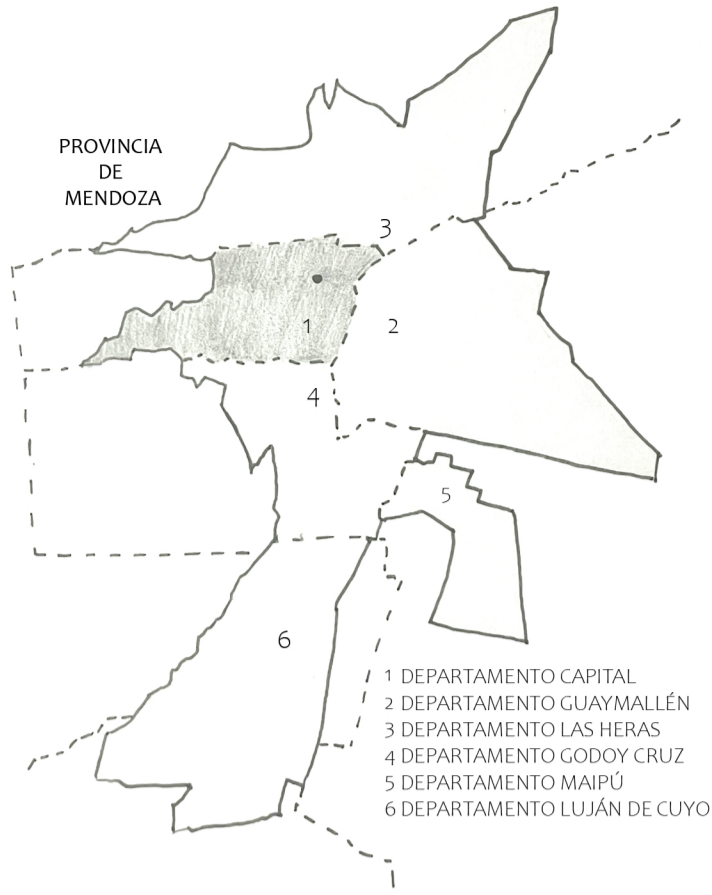 PROVINCIA
DE
MENDOZA
3
1
2
4
5
6
1 DEPARTAMENTO CAPITAL
2 DEPARTAMENTO GUAYMALLÉN
3 DEPARTAMENTO LAS HERAS
4 DEPARTAMENTO GODOY CRUZ
5 DEPARTAMENTO MAIPÚ
6 DEPARTAMENTO LUJÁN DE CUYO